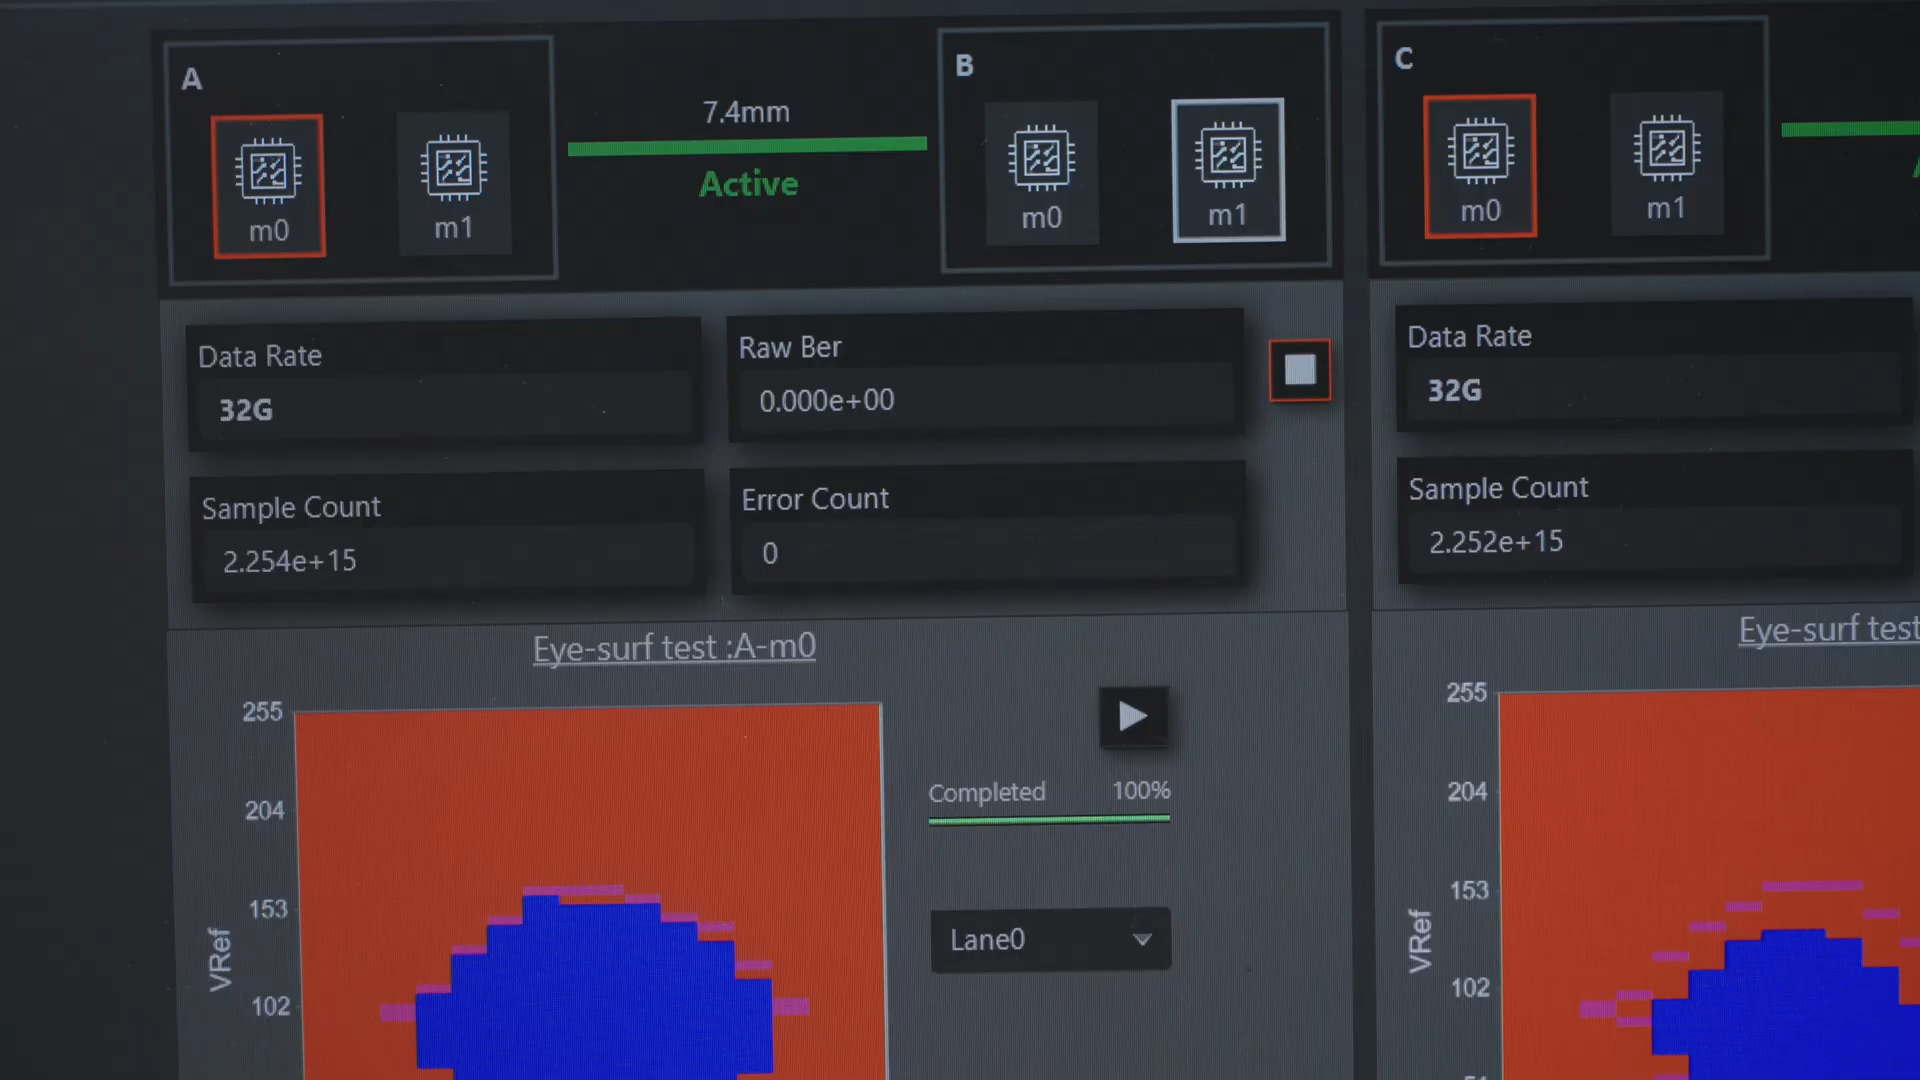 A
m0
m1
7.4mm
Active
B
m0
m1
C
m0
m1
Data Rate
32G
Raw Ber
0.000e+00
Sample Count
2.254e+15
Error Count
0
Data Rate
32G
Sample Count
2.252e+15
Eye-surf test :A-m0
255
204
153
102
VRef
Completed 100%
Lane0
Eye-surf test
255
204
153
102
VRef